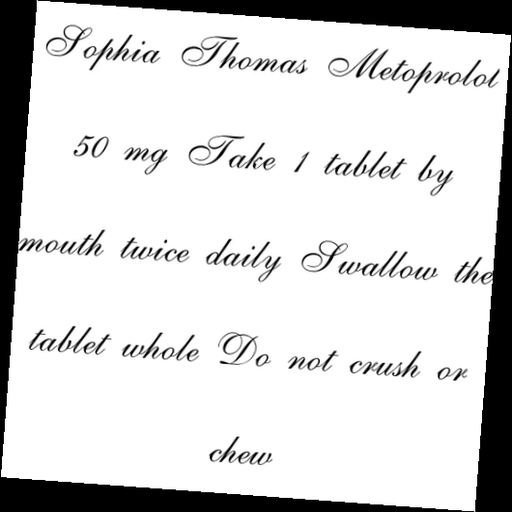 Sophia Thomas Metoprolol
50 mg Take 1 tablet by
mouth twice daily Swallow the
tablet whole Do not crush or
chew